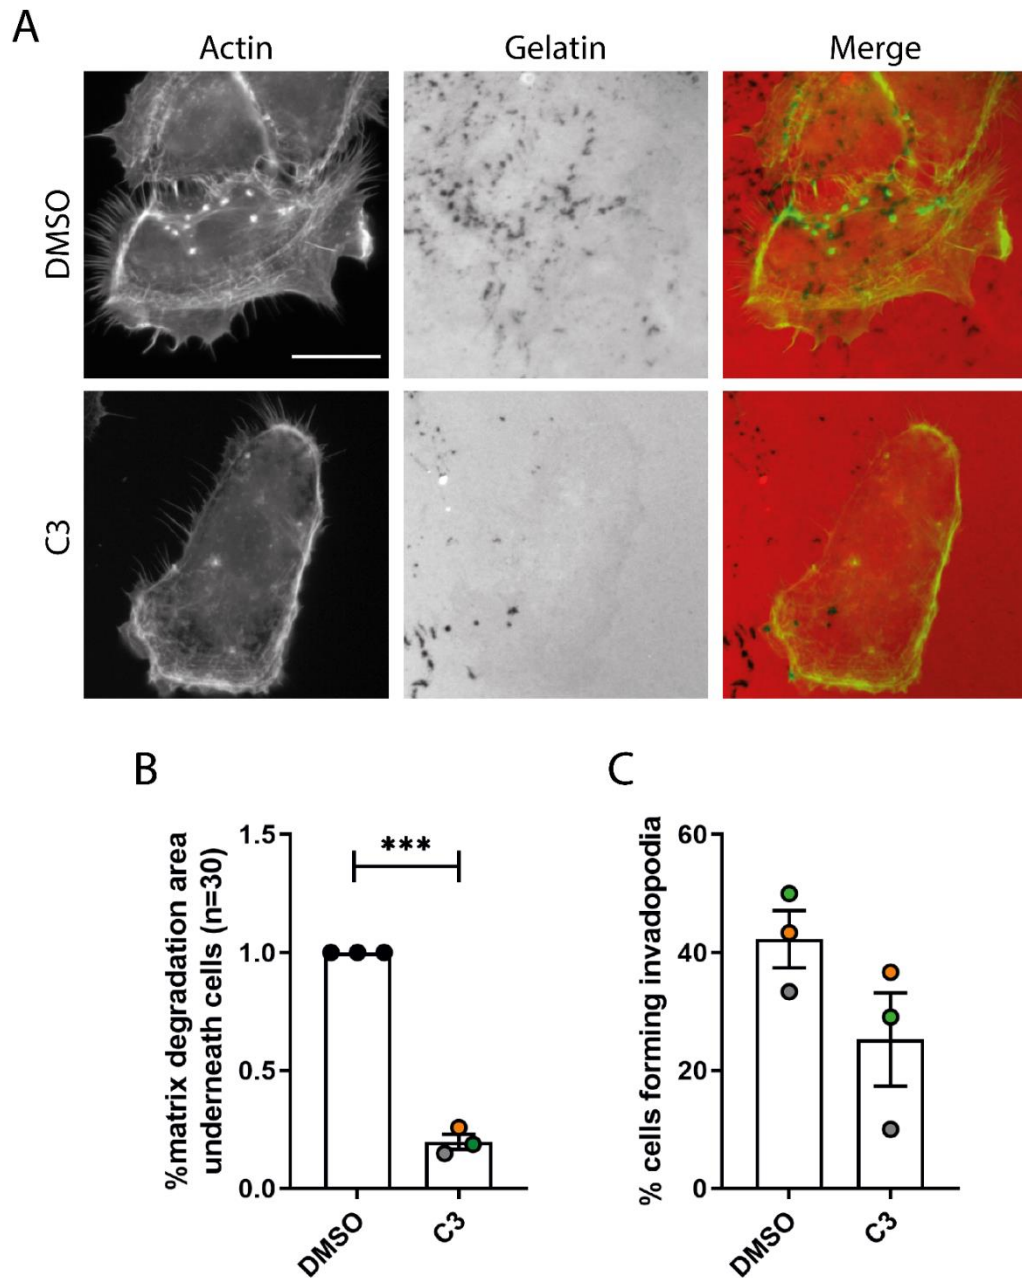 A
Actin
Gelatin
Merge
DMSO
C3
B
%matrix degradation area
underneath cells (n=30)
1.5
1.0
0.5
0.0
***
DMSO
C3
C
% cells forming invadopodia
60
40
20
0
DMSO
C3